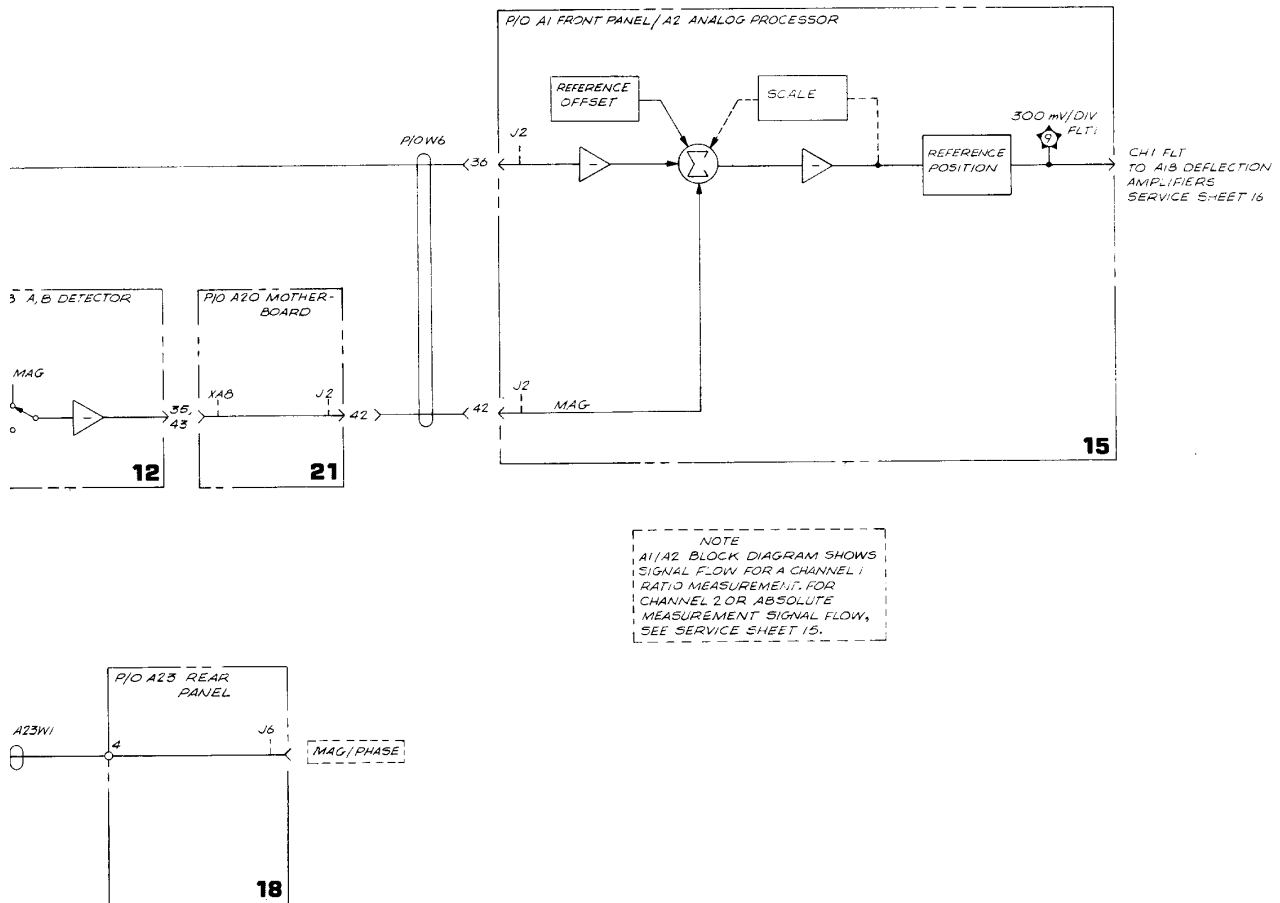 P/O A1 FRONT PANEL/A2 ANALOG PROCESSOR
REFERENCE
OFFSET
SCALE
300 mV/DIV
FLT1
9
P/O W6
36
J2
-
Σ
-
REFERENCE
POSITION
CH1 FLT
TO A18 DEFLECTION
AMPLIFIERS
SERVICE SHEET 16
A,B DETECTOR
MAG
-
35,
43
12
P/O A20 MOTHER-
BOARD
XA8
J2
42
21
42
J2
MAG
15
NOTE
A1/A2 BLOCK DIAGRAM SHOWS
SIGNAL FLOW FOR A CHANNEL 1
RATIO MEASUREMENT. FOR
CHANNEL 2 OR ABSOLUTE
MEASUREMENT SIGNAL FLOW,
SEE SERVICE SHEET 15.
P/O A23 REAR
PANEL
A23W1
4
J6
MAG/PHASE
18